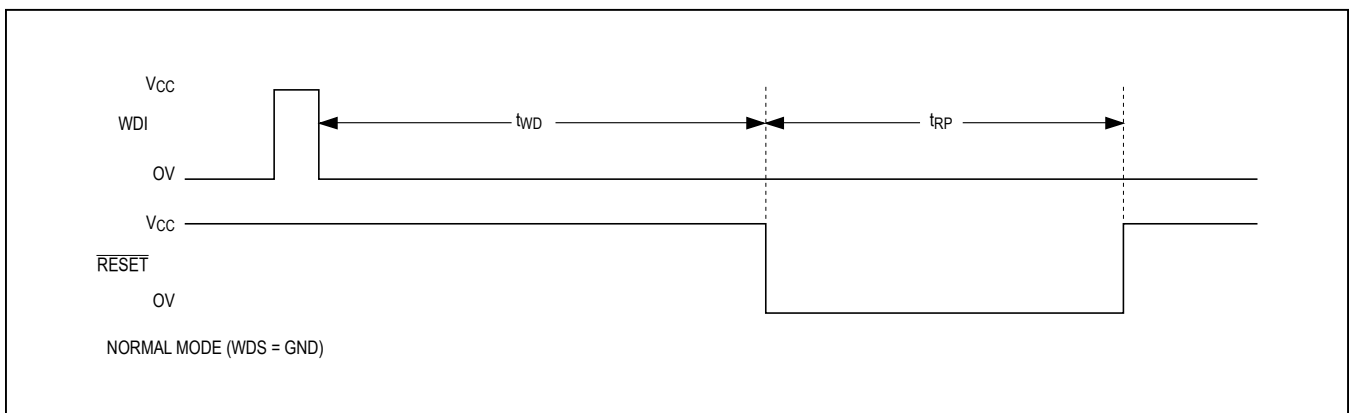 VCC
WDI
tWD
tRP
OV
VCC
RESET
OV
NORMAL MODE (WDS = GND)